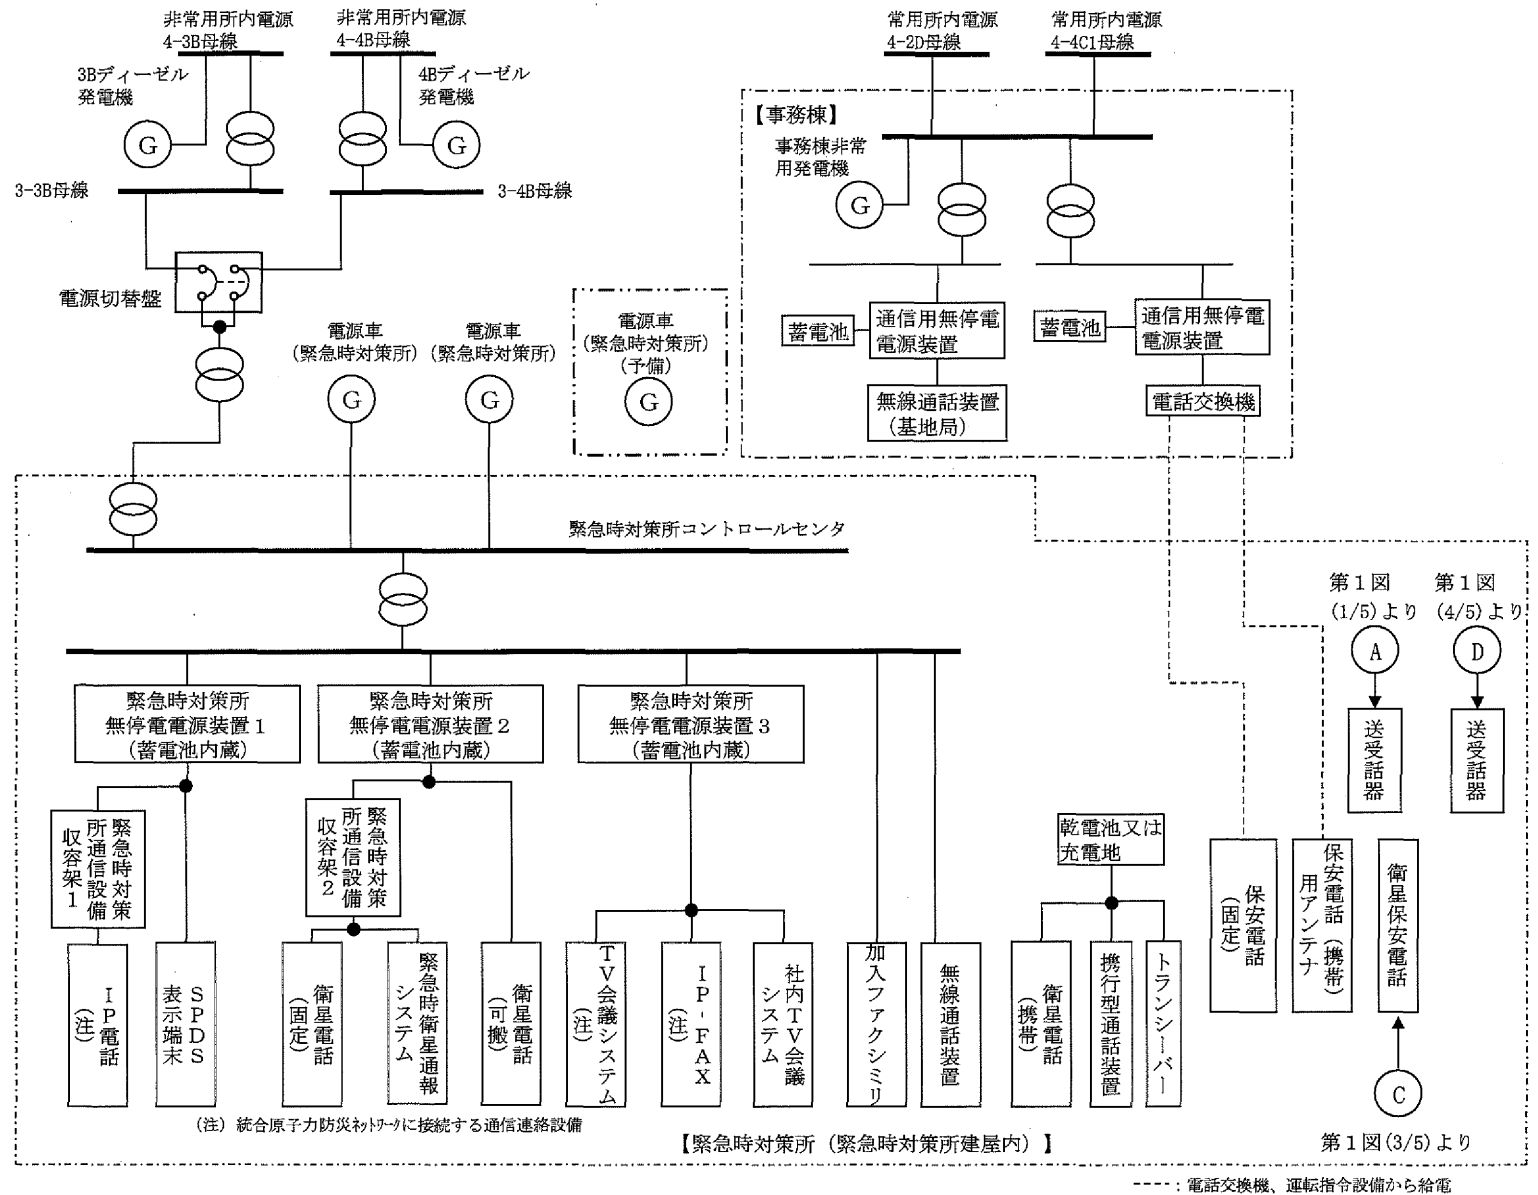 非常用所内電源
4-3B母線
非常用所内電源
4-4B母線
常用所内電源
4-2D母線
常用所内電源
4-4C1母線
3Bディーゼル
発電機
G
4Bディーゼル
発電機
G
3-3B母線
3-4B母線
電源切替盤
【事務棟】
事務棟非常
用発電機
G
電源車
(緊急時対策所)
G
電源車
(緊急時対策所)
G
電源車
(緊急時対策所)
(予備)
G
蓄電池
通信用無停電
電源装置
蓄電池
通信用無停電
電源装置
無線通話装置
(基地局)
電話交換機
緊急時対策所コントロールセンタ
第1図
(1/5)より
A
送受話器
第1図
(4/5)より
D
送受話器
緊急時対策所
無停電電源装置1
(蓄電池内蔵)
緊急時対策所
無停電電源装置2
(蓄電池内蔵)
緊急時対策所
無停電電源装置3
(蓄電池内蔵)
緊急時対策
所通信設備
収容架1
緊急時対策
所通信設備
収容架2
乾電池又は
充電地
IP電話
(注)
SPDS
表示端末
衛星電話
(固定)
緊急時衛星通報
システム
衛星電話
(可搬)
TV会議システム
(注)
IP-FAX
(注)
社内TV会議
システム
加入ファクシミリ
無線通話装置
衛星電話
(携帯)
携行型通話装置
トランシーバー
保安電話
(固定)
保安電話(携帯)
用アンテナ
衛星保安電話
C
第1図(3/5)より
(注)統合原子力防災ネットワークに接続する通信連絡設備
【緊急時対策所(緊急時対策所建屋内)】
----:電話交換機、運転指令設備から給電